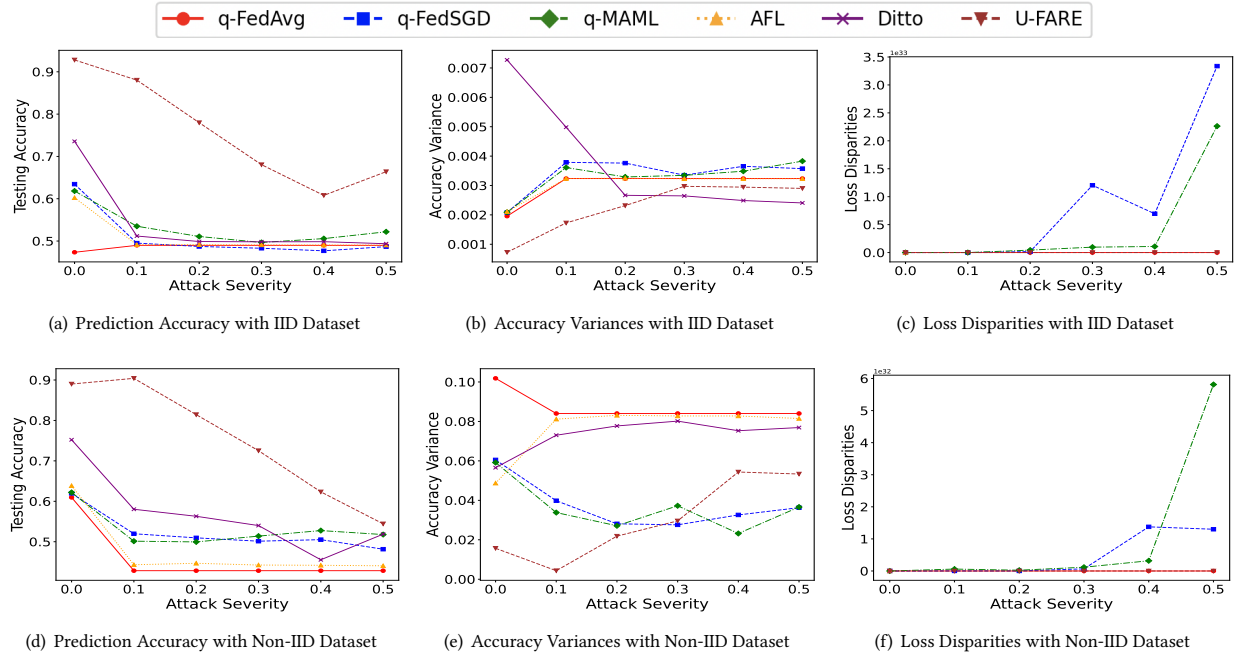 q-FedAvg q-FedSGD q-MAML AFL Ditto U-FARE
Testing Accuracy
0.9
0.8
0.7
0.6
0.5
0.0 0.1 0.2 0.3 0.4 0.5
Attack Severity
(a) Prediction Accuracy with IID Dataset
Accuracy Variance
0.007
0.006
0.005
0.004
0.003
0.002
0.001
0.0 0.1 0.2 0.3 0.4 0.5
Attack Severity
(b) Accuracy Variances with IID Dataset
1e33
Loss Disparities
3.5
3.0
2.5
2.0
1.5
1.0
0.5
0.0
0.0 0.1 0.2 0.3 0.4 0.5
Attack Severity
(c) Loss Disparities with IID Dataset
Testing Accuracy
0.9
0.8
0.7
0.6
0.5
0.0 0.1 0.2 0.3 0.4 0.5
Attack Severity
(d) Prediction Accuracy with Non-IID Dataset
Accuracy Variance
0.10
0.08
0.06
0.04
0.02
0.00
0.0 0.1 0.2 0.3 0.4 0.5
Attack Severity
(e) Accuracy Variances with Non-IID Dataset
1e32
Loss Disparities
6
5
4
3
2
1
0
0.0 0.1 0.2 0.3 0.4 0.5
Attack Severity
(f) Loss Disparities with Non-IID Dataset